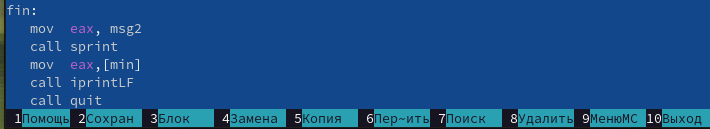 fin:
mov eax, msg2
call sprint
mov eax,[min]
call iprintLF
call quit
1Помощь 2Сохран 3Блок 4Замена 5Копия 6Пер~ить 7Поиск 8Удалить 9МенюMC 10Выход